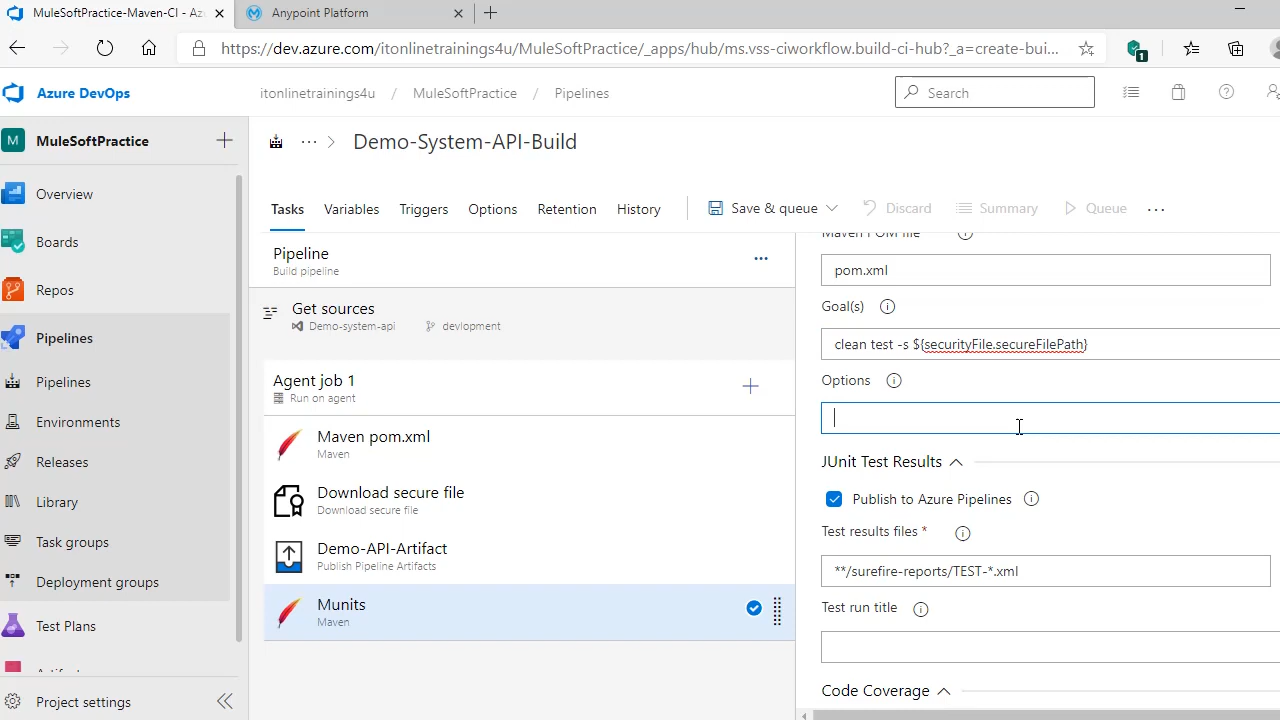 MuleSoftPractice-Maven-CI - Az
Anypoint Platform
https://dev.azure.com/itonlinetrainings4u/MuleSoftPractice/_apps/hub/ms.vss-ciworkflow.build-ci-hub?_a=create-bui...
1
Azure DevOps
itonlinetrainings4u / MuleSoftPractice / Pipelines
Search
M MuleSoftPractice
Demo-System-API-Build
Overview
Boards
Repos
Pipelines
Pipelines
Environments
Releases
Library
Task groups
Deployment groups
Test Plans
Project settings
Tasks Variables Triggers Options Retention History Save & queue Discard Summary Queue ...
Pipeline
Build pipeline
Get sources
Demo-system-api devlopment
Agent job 1
Run on agent
Maven pom.xml
Maven
Download secure file
Download secure file
Demo-API-Artifact
Publish Pipeline Artifacts
Munits
Maven
Maven POM file
pom.xml
Goal(s)
clean test -s ${securityFile.secureFilePath}
Options
JUnit Test Results
Publish to Azure Pipelines
Test results files *
**/surefire-reports/TEST-*.xml
Test run title
Code Coverage